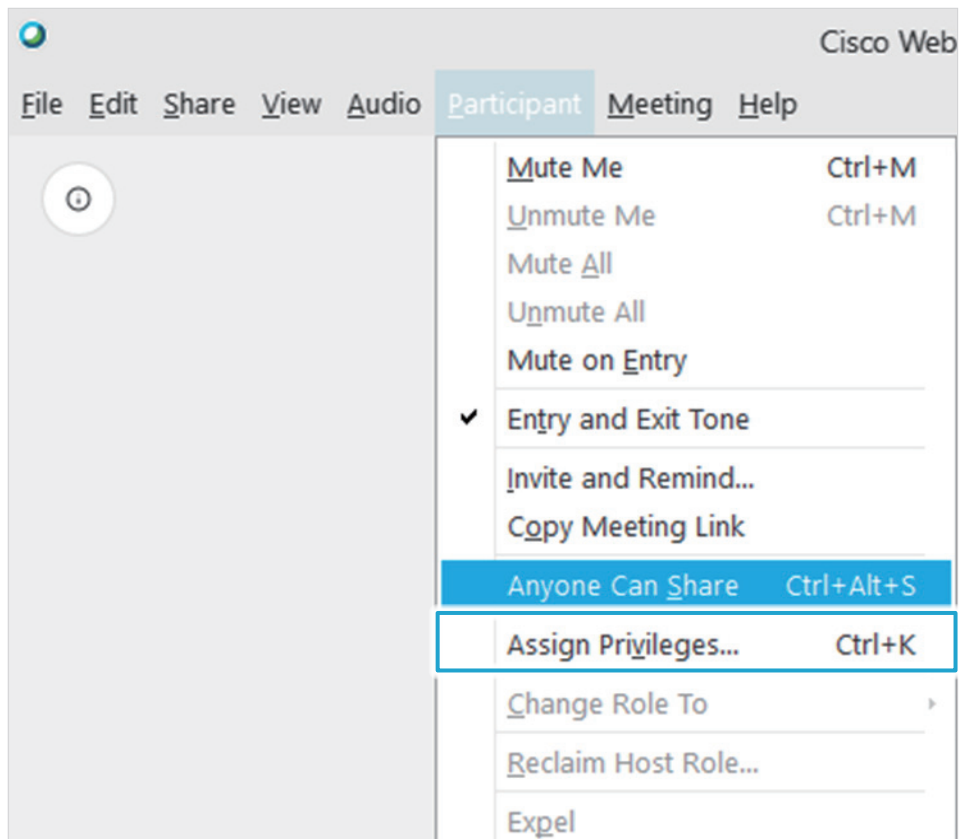 Cisco Web
File Edit Share View Audio Participant Meeting Help
Mute Me Ctrl+M
Unmute Me Ctrl+M
Mute All
Unmute All
Mute on Entry
Entry and Exit Tone
Invite and Remind...
Copy Meeting Link
Anyone Can Share Ctrl+Alt+S
Assign Privileges... Ctrl+K
Change Role To
Reclaim Host Role...
Expel